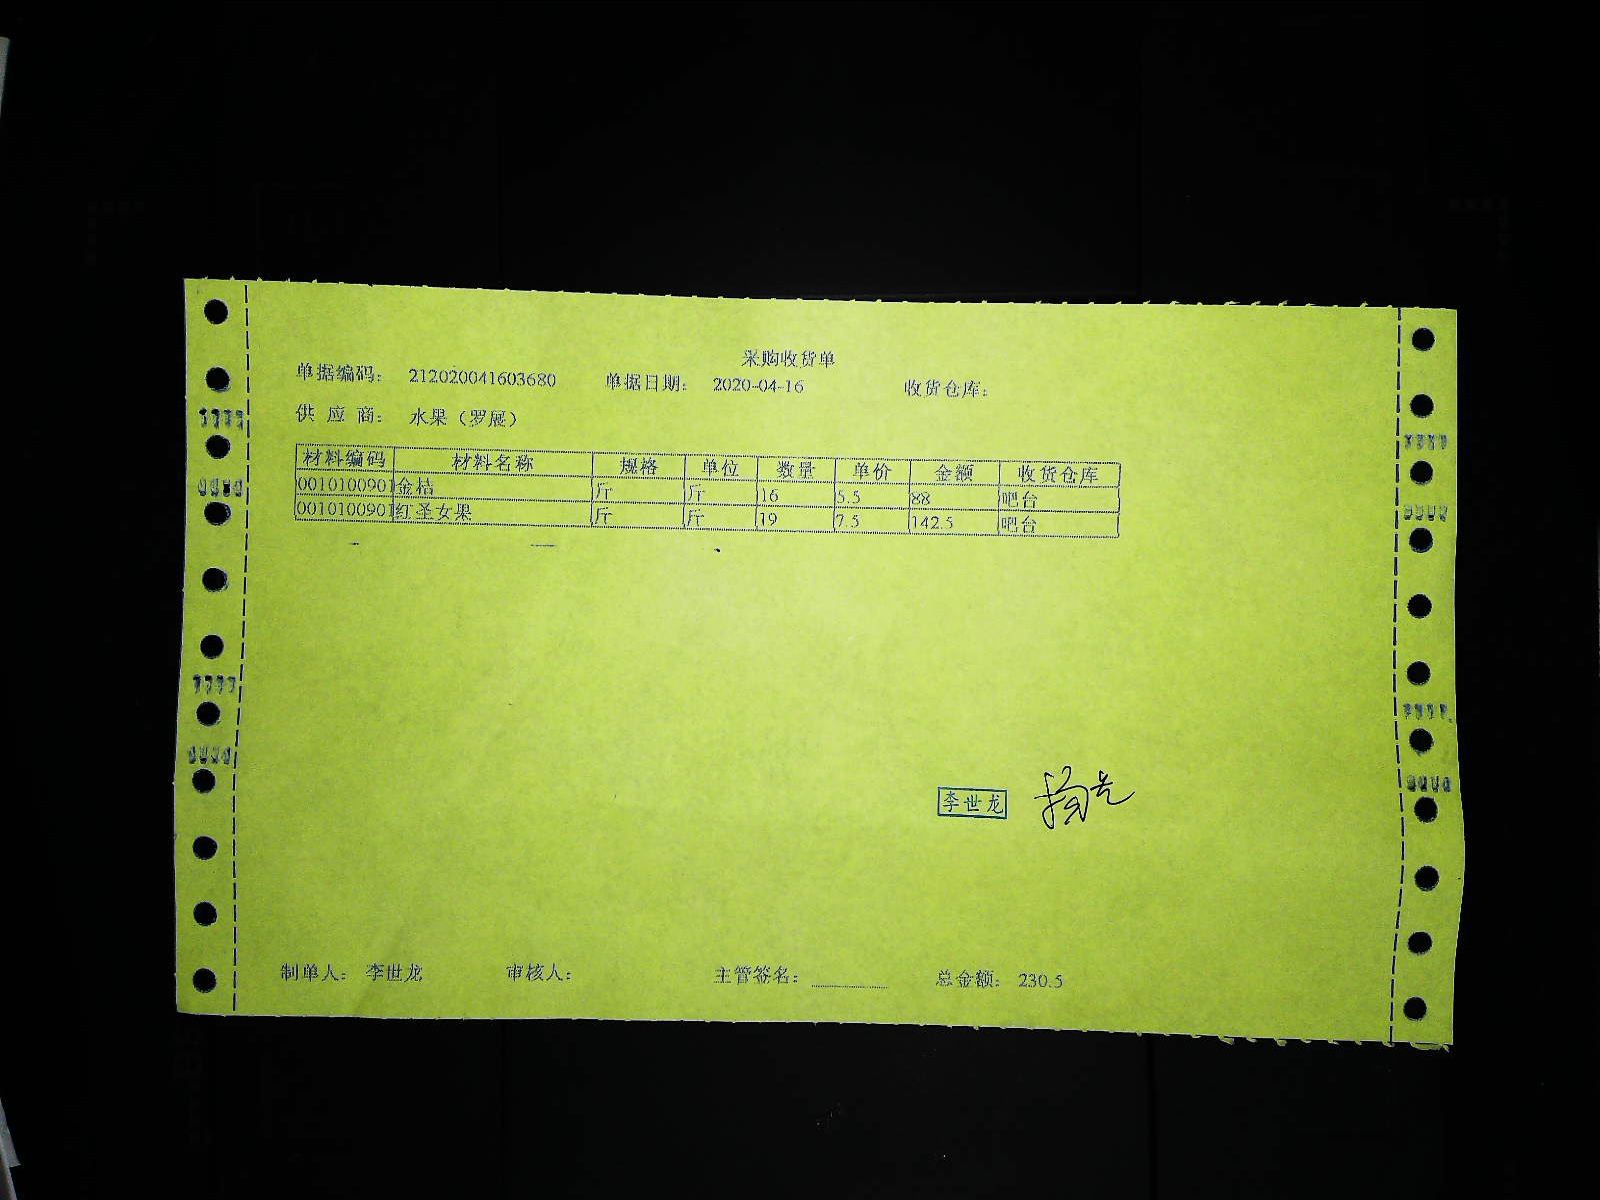 采购收货单
单据编码： 212020041603680 单据日期： 2020-04-16 收货仓库：
供 应 商： 水果（罗展）
材料编码 材料名称 规格 单位 数量 单价 金额 收货仓库
0010100901 金桔 斤 斤 16 5.5 88 吧台
0010100901 红圣女果 斤 斤 19 7.5 142.5 吧台
李世龙
制单人： 李世龙 审核人： 主管签名： 总金额： 230.5